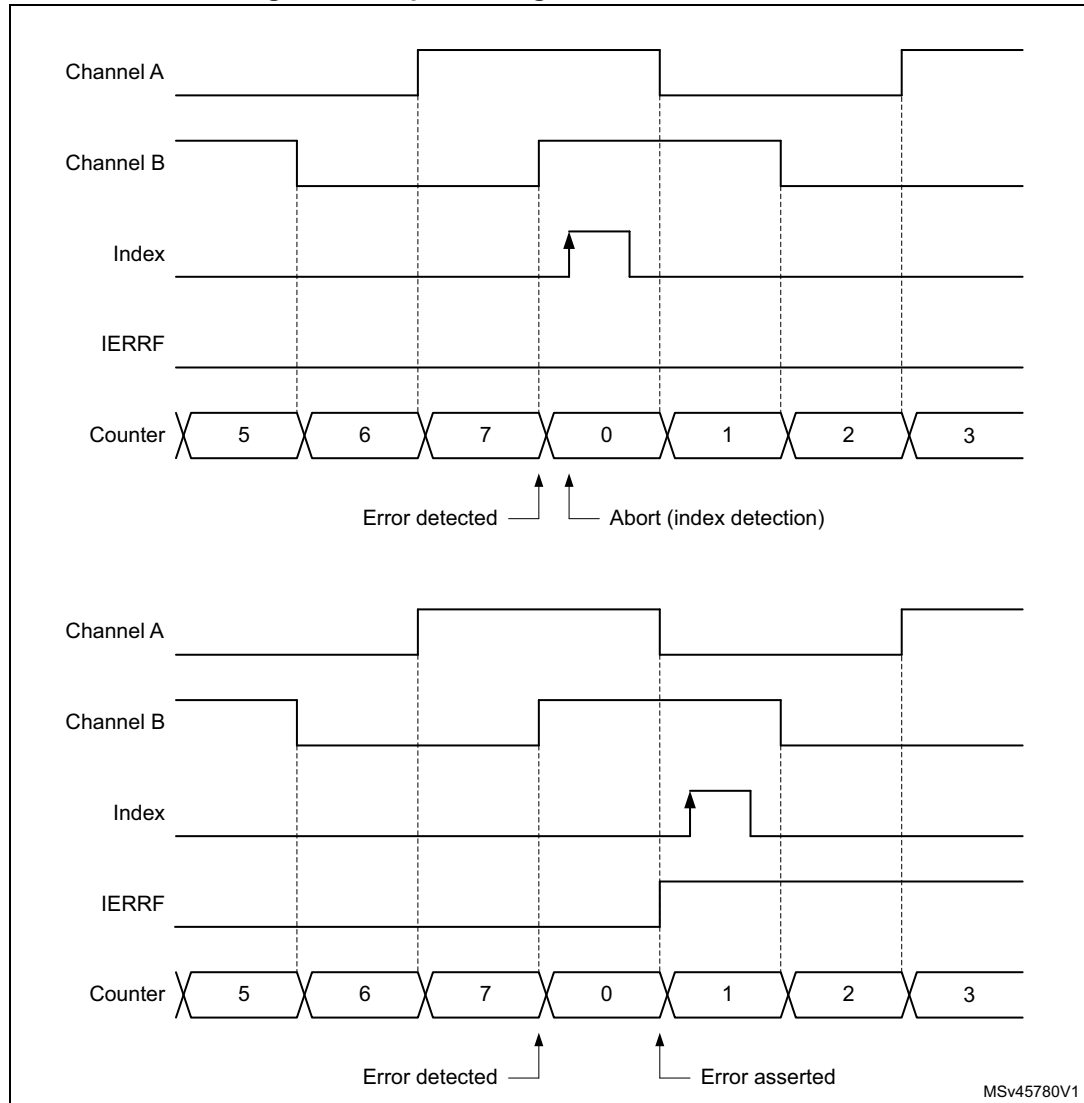 Channel A
Channel B
Index
IERRF
Counter 5 6 7 0 1 2 3
Error detected Abort (index detection)
Channel A
Channel B
Index
IERRF
Counter 5 6 7 0 1 2 3
Error detected Error asserted
MSv45780V1